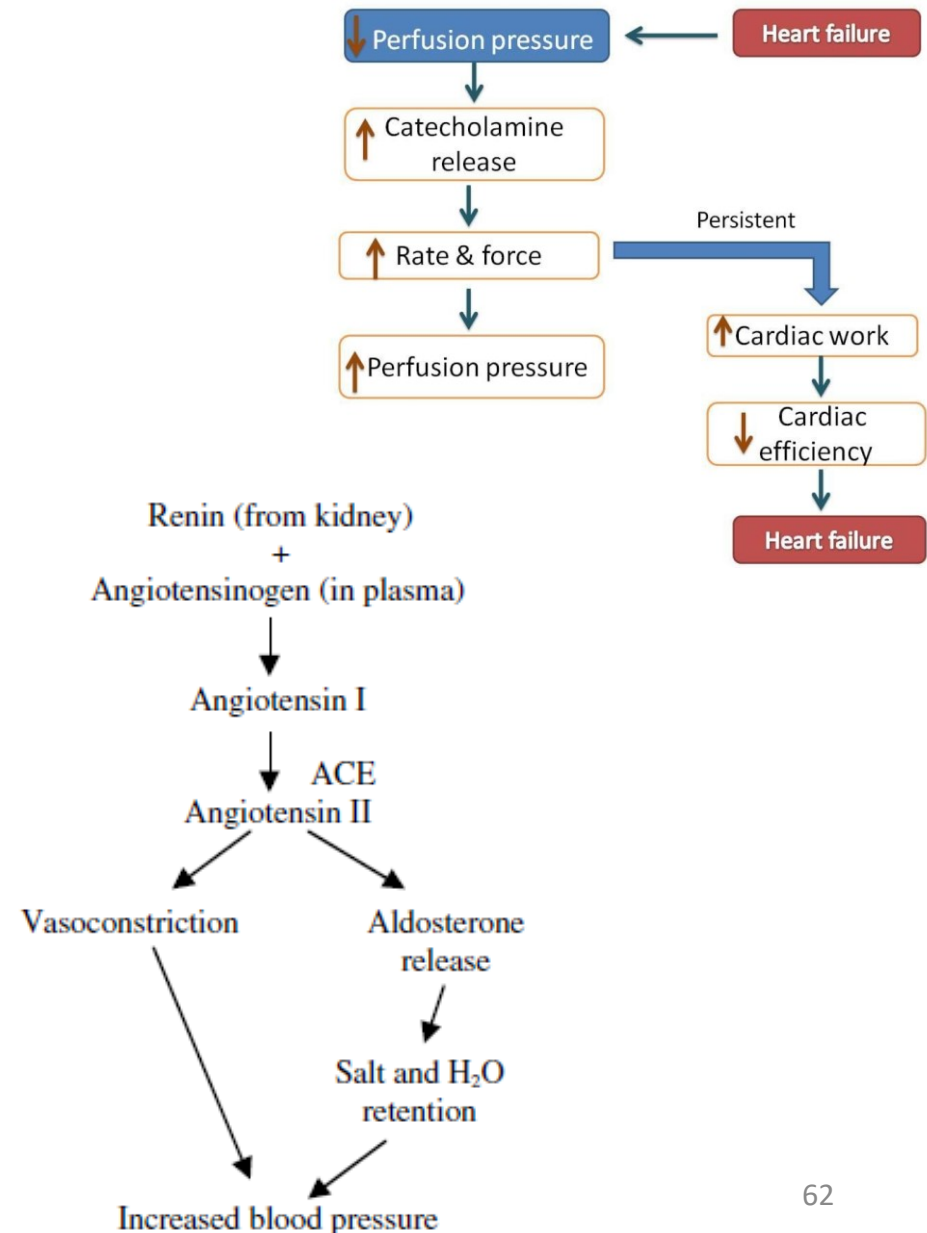 Perfusion pressure
Heart failure
Catecholamine
release
Persistent
Rate & force
Cardiac work
Perfusion pressure
Cardiac
efficiency
Heart failure
Renin (from kidney)
+
Angiotensinogen (in plasma)
Angiotensin I
ACE
Angiotensin II
Vasoconstriction
Aldosterone
release
Salt and H₂O
retention
Increased blood pressure
62